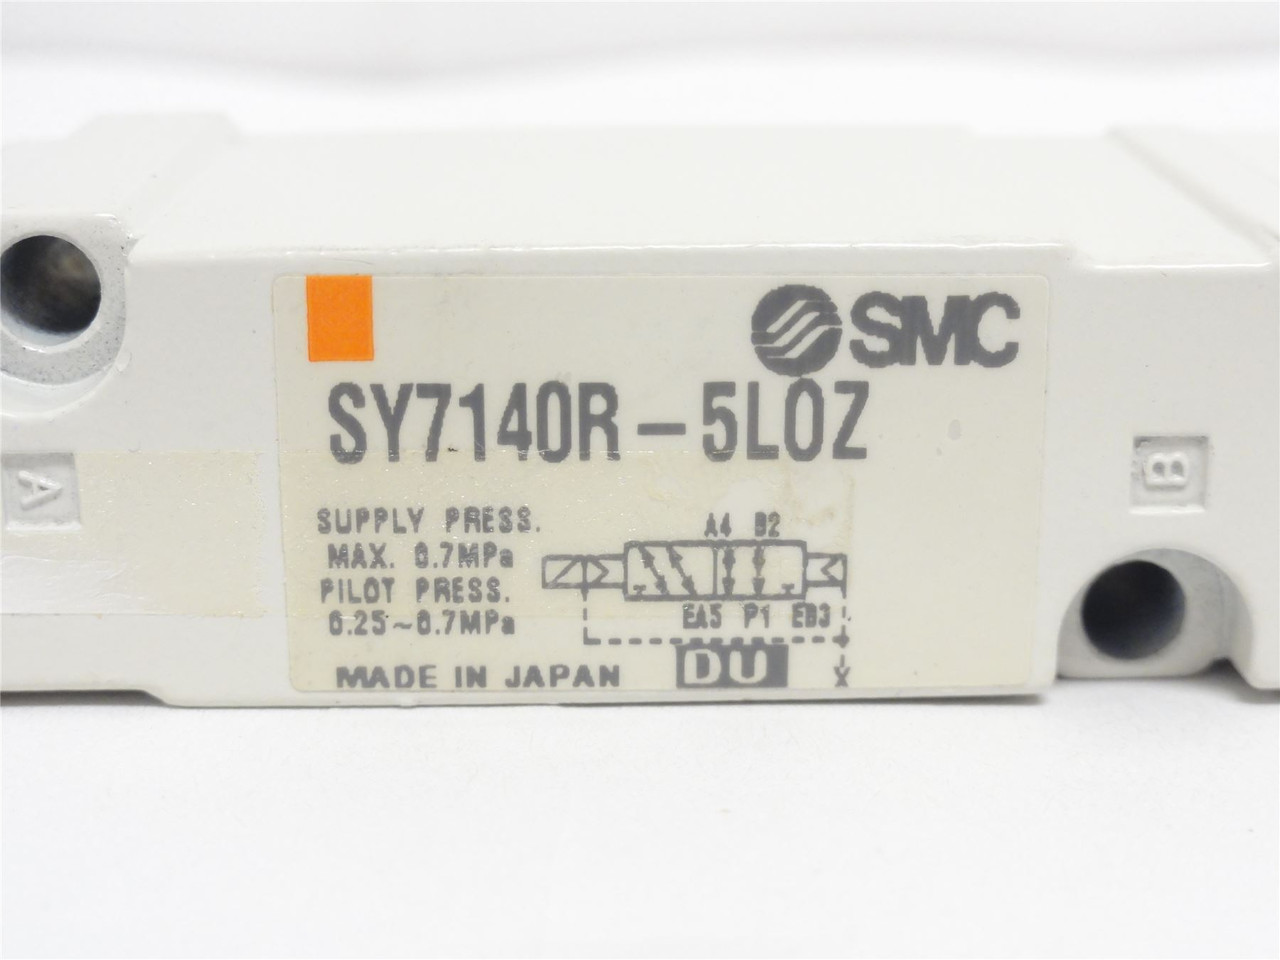 SMC
SY7140R-5LOZ
SUPPLY PRESS.
MAX. 0.7MPa
PILOT PRESS.
0.25~0.7MPa
MADE IN JAPAN
A4 B2
EA5 P1 EB3
DU
X
A
B